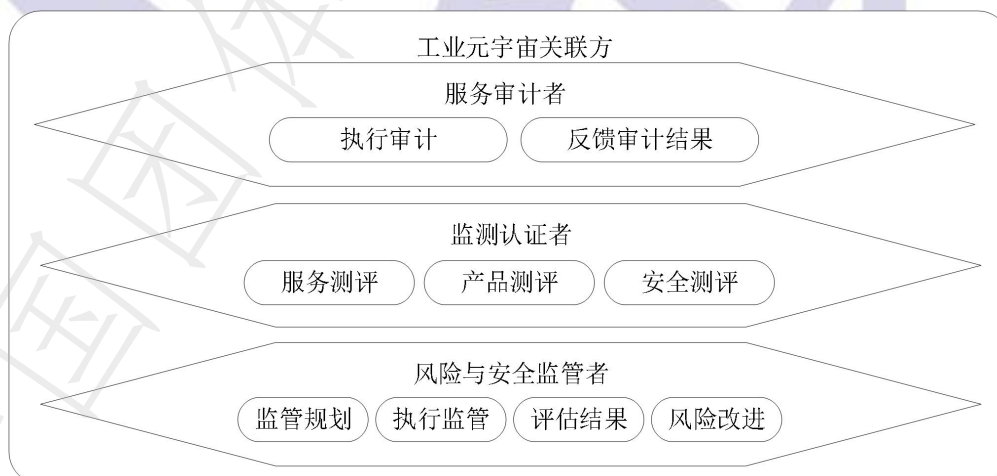 工业元宇宙关联方
服务审计者
执行审计 反馈审计结果
监测认证者
服务测评 产品测评 安全测评
风险与安全监管者
监管规划 执行监管 评估结果 风险改进